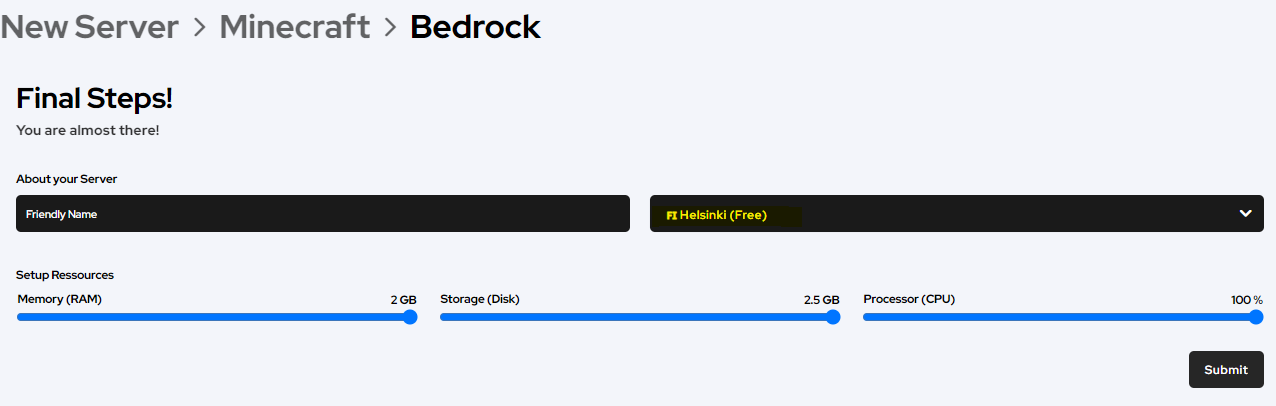 New Server > Minecraft > Bedrock
Final Steps!
You are almost there!
About your Server
Friendly Name
FI Helsinki (Free)
Setup Ressources
Memory (RAM) 2 GB
Storage (Disk) 2.5 GB
Processor (CPU) 100 %
Submit